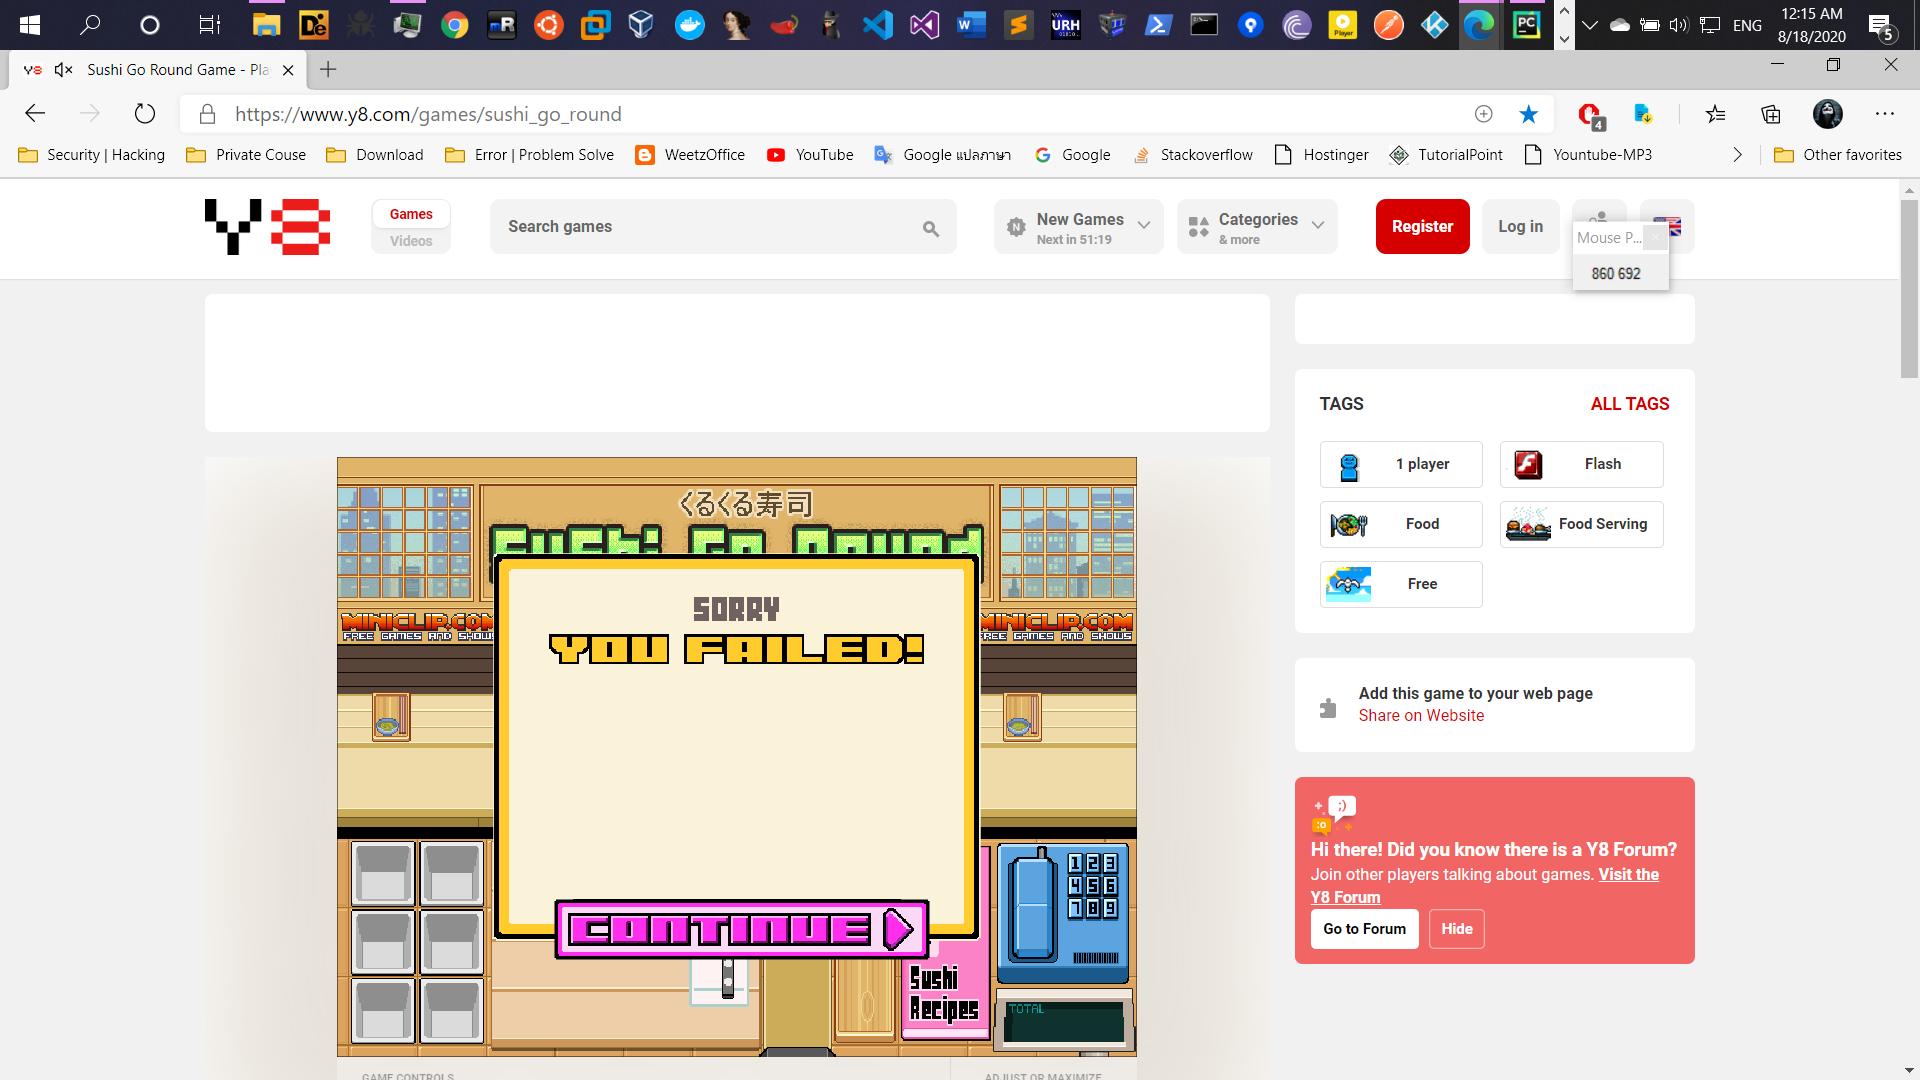 ENG
12:15 AM
8/18/2020
5
Sushi Go Round Game - Pla
https://www.y8.com/games/sushi_go_round
4
Security | Hacking
Private Couse
Download
Error | Problem Solve
WeetzOffice
YouTube
Google แปลภาษา
Google
Stackoverflow
Hostinger
TutorialPoint
Yountube-MP3
Other favorites
Y8
Games
Videos
Search games
New Games
Next in 51:19
Categories
& more
Register
Log in
Mouse P...
860 692
TAGS
ALL TAGS
1 player
Flash
Food
Food Serving
Free
Add this game to your web page
Share on Website
Hi there! Did you know there is a Y8 Forum?
Join other players talking about games. Visit the
Y8 Forum
Go to Forum
Hide
くるくる寿司
Sushi Go Round
MINICLIP.COM
FREE GAMES AND SHOWS
MINICLIP.COM
FREE GAMES AND SHOWS
SORRY
YOU FAILED!
CONTINUE
Sushi
Recipes
1 2 3
4 5 6
7 8 9
TOTAL
GAME CONTROLS
ADJUST OR MAXIMIZE